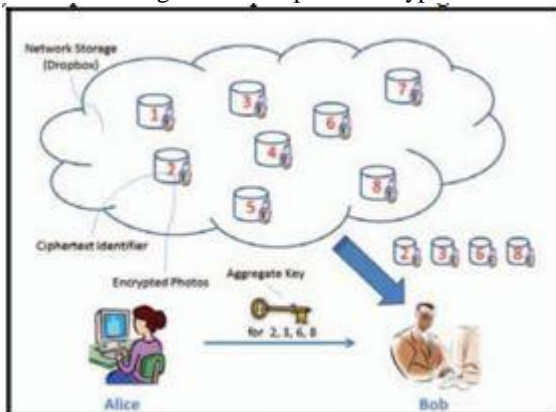 Network Storage
(Dropbox)
1
3
6
7
2
4
5
8
Ciphertext Identifier
Encrypted Photos
Aggregate Key
2 3 6 8
for 2, 3, 6, 8
Alice
Bob